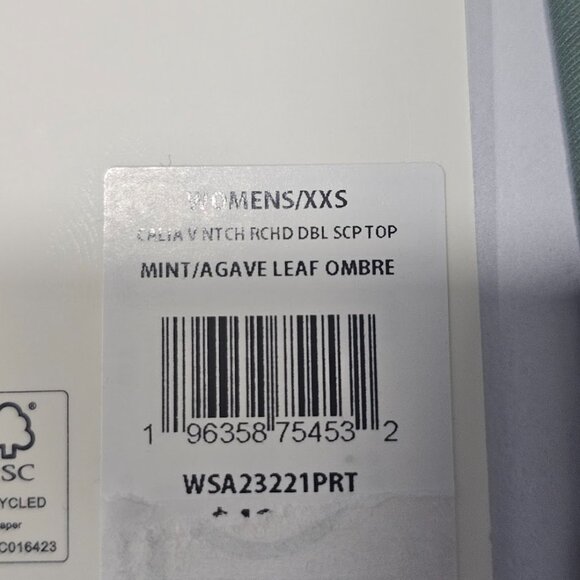 WOMENS/XXS
CALIA V NTCH RCHD DBL SCP TOP
MINT/AGAVE LEAF OMBRE
1 96358 75453 2
WSA23221PRT
®
SC
YCLED
aper
C016423